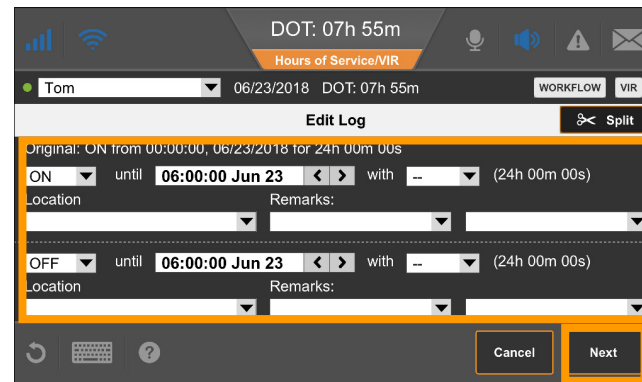 DOT: 07h 55m
Hours of Service/VIR
Tom 06/23/2018 DOT: 07h 55m WORKFLOW VIR
Edit Log Split
Original: ON from 00:00:00, 06/23/2018 for 24h 00m 00s
ON until 06:00:00 Jun 23 < > with -- (24h 00m 00s)
Location Remarks:
OFF until 06:00:00 Jun 23 < > with -- (24h 00m 00s)
Location Remarks:
? Cancel Next